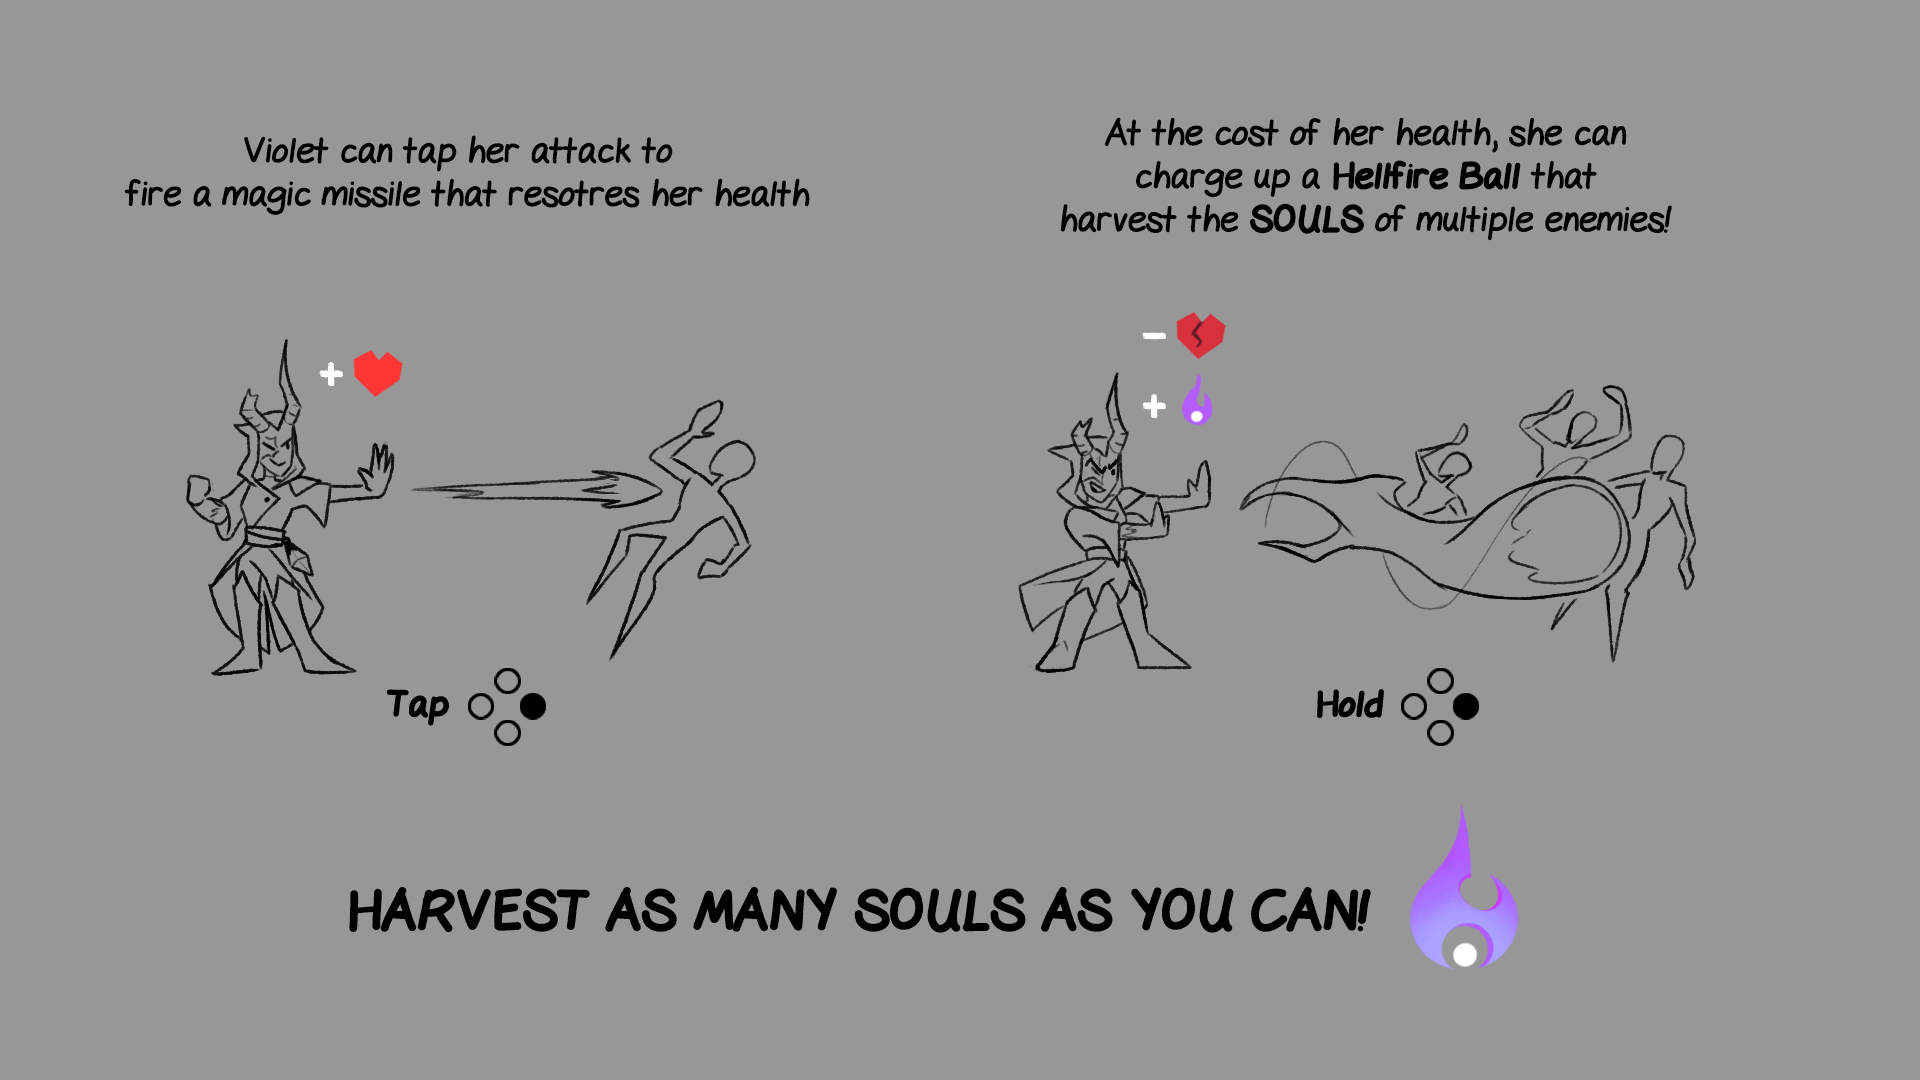 Violet can tap her attack to
fire a magic missile that resotres her health
At the cost of her health, she can
charge up a Hellfire Ball that
harvest the SOULS of multiple enemies!
Tap
Hold
HARVEST AS MANY SOULS AS YOU CAN!